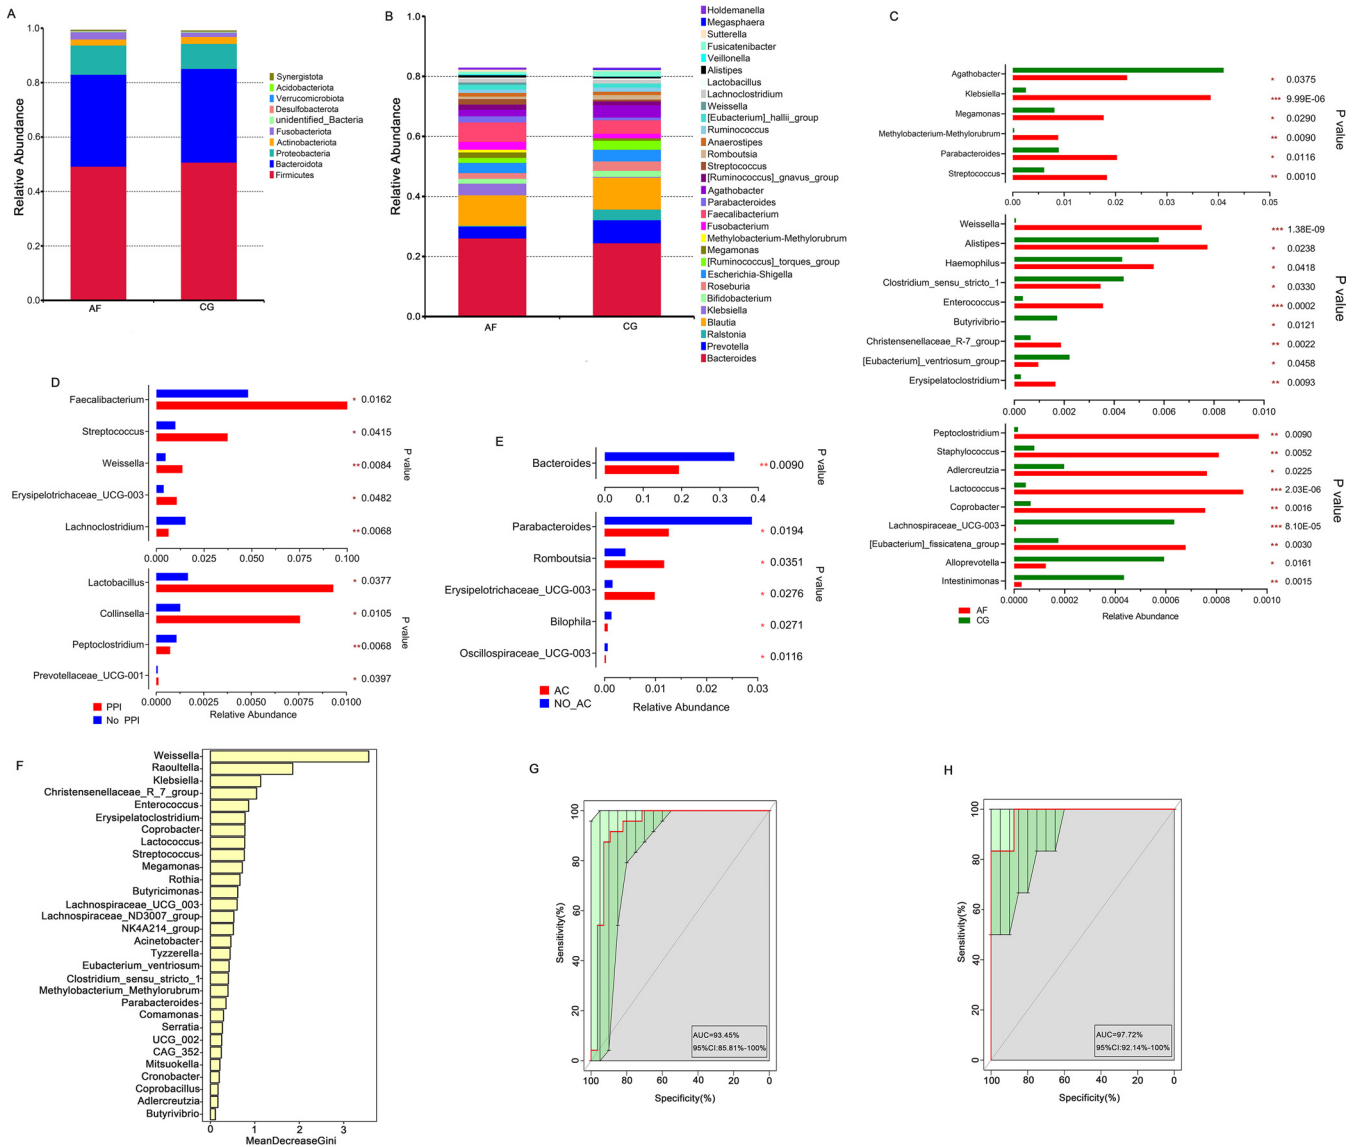 A
Relative Abundance
1.0
0.8
0.6
0.4
0.2
0.0
AF
CG
Synergistota
Acidobacteriota
Verrucomicrobiota
Desulfobacterota
unidentified_Bacteria
Fusobacteriota
Actinobacteriota
Proteobacteria
Bacteroidota
Firmicutes
B
Relative Abundance
1.0
0.8
0.6
0.4
0.2
0.0
AF
CG
Holdemanella
Megasphaera
Sutterella
Fusicatenibacter
Veillonella
Alistipes
Lactobacillus
Lachnoclostridium
Weissella
[Eubacterium]_hallii_group
Ruminococcus
Anaerostipes
Romboutsia
Streptococcus
[Ruminococcus]_gnavus_group
Agathobacter
Parabacteroides
Faecalibacterium
Fusobacterium
Methylobacterium-Methylorubrum
Megamonas
[Ruminococcus]_torques_group
Escherichia-Shigella
Roseburia
Bifidobacterium
Klebsiella
Blautia
Ralstonia
Prevotella
Bacteroides
C
Agathobacter * 0.0375
Klebsiella *** 9.99E-06
Megamonas * 0.0290
Methylobacterium-Methylorubrum ** 0.0090
Parabacteroides * 0.0116
Streptococcus ** 0.0010
0.00 0.01 0.02 0.03 0.04 0.05
P value
Weissella *** 1.38E-09
Alistipes * 0.0238
Haemophilus * 0.0418
Clostridium_sensu_stricto_1 * 0.0330
Enterococcus *** 0.0002
Butyrivibrio * 0.0121
Christensenellaceae_R-7_group ** 0.0022
[Eubacterium]_ventriosum_group * 0.0458
Erysipelatoclostridium ** 0.0093
0.000 0.002 0.004 0.006 0.008 0.010
P value
Peptoclostridium ** 0.0090
Staphylococcus ** 0.0052
Adlercreutzia * 0.0225
Lactococcus *** 2.03E-06
Coprobacter ** 0.0016
Lachnospiraceae_UCG-003 *** 8.10E-05
[Eubacterium]_fissicatena_group ** 0.0030
Alloprevotella * 0.0161
Intestinimonas ** 0.0015
0.0000 0.0002 0.0004 0.0006 0.0008 0.0010
P value
AF
CG
Relative Abundance
D
Faecalibacterium * 0.0162
Streptococcus * 0.0415
Weissella ** 0.0084
Erysipelotrichaceae_UCG-003 * 0.0482
Lachnoclostridium ** 0.0068
0.000 0.025 0.050 0.075 0.100
P value
Lactobacillus * 0.0377
Collinsella * 0.0105
Peptoclostridium ** 0.0068
Prevotellaceae_UCG-001 * 0.0397
0.0000 0.0025 0.0050 0.0075 0.0100
P value
PPI
No PPI
Relative Abundance
E
Bacteroides ** 0.0090
0.0 0.1 0.2 0.3 0.4
P value
Parabacteroides * 0.0194
Romboutsia * 0.0351
Erysipelotrichaceae_UCG-003 * 0.0276
Bilophila * 0.0271
Oscillospiraceae_UCG-003 * 0.0116
0.00 0.01 0.02 0.03
P value
AC
NO_AC
Relative Abundance
F
Weissella
Raoultella
Klebsiella
Christensenellaceae_R_7_group
Enterococcus
Erysipelatoclostridium
Coprobacter
Lactococcus
Streptococcus
Megamonas
Rothia
Butyricimonas
Lachnospiraceae_UCG_003
Lachnospiraceae_ND3007_group
NK4A214_group
Acinetobacter
Tyzzerella
Eubacterium_ventriosum
Clostridium_sensu_stricto_1
Methylobacterium_Methylorubrum
Parabacteroides
Comamonas
Serratia
UCG_002
CAG_352
Mitsuokella
Cronobacter
Coprobacillus
Adlercreutzia
Butyrivibrio
0 1 2 3
MeanDecreaseGini
G
Sensitivity(%)
100
80
60
40
20
0
AUC=93.45%
95%CI:85.81%-100%
100 80 60 40 20 0
Specificity(%)
H
Sensitivity(%)
100
80
60
40
20
0
AUC=97.72%
95%CI:92.14%-100%
100 80 60 40 20 0
Specificity(%)